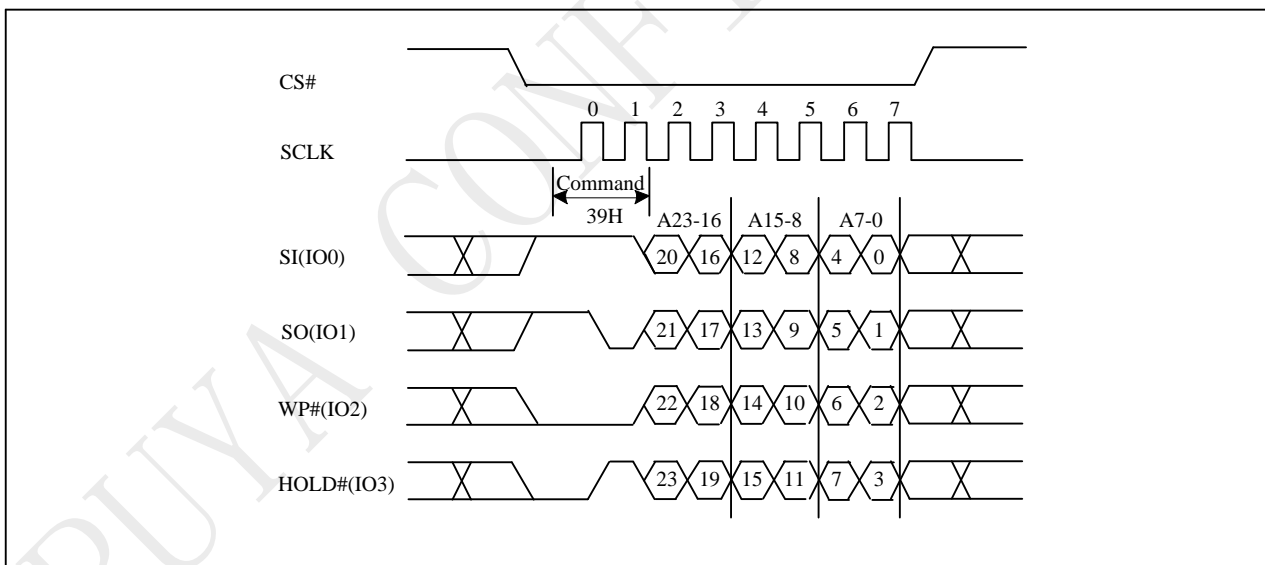 CS#
0 1 2 3 4 5 6 7
SCLK
Command
39H
A23-16 A15-8 A7-0
SI(IO0) 20 16 12 8 4 0
SO(IO1) 21 17 13 9 5 1
WP#(IO2) 22 18 14 10 6 2
HOLD#(IO3) 23 19 15 11 7 3
PUYA CONF